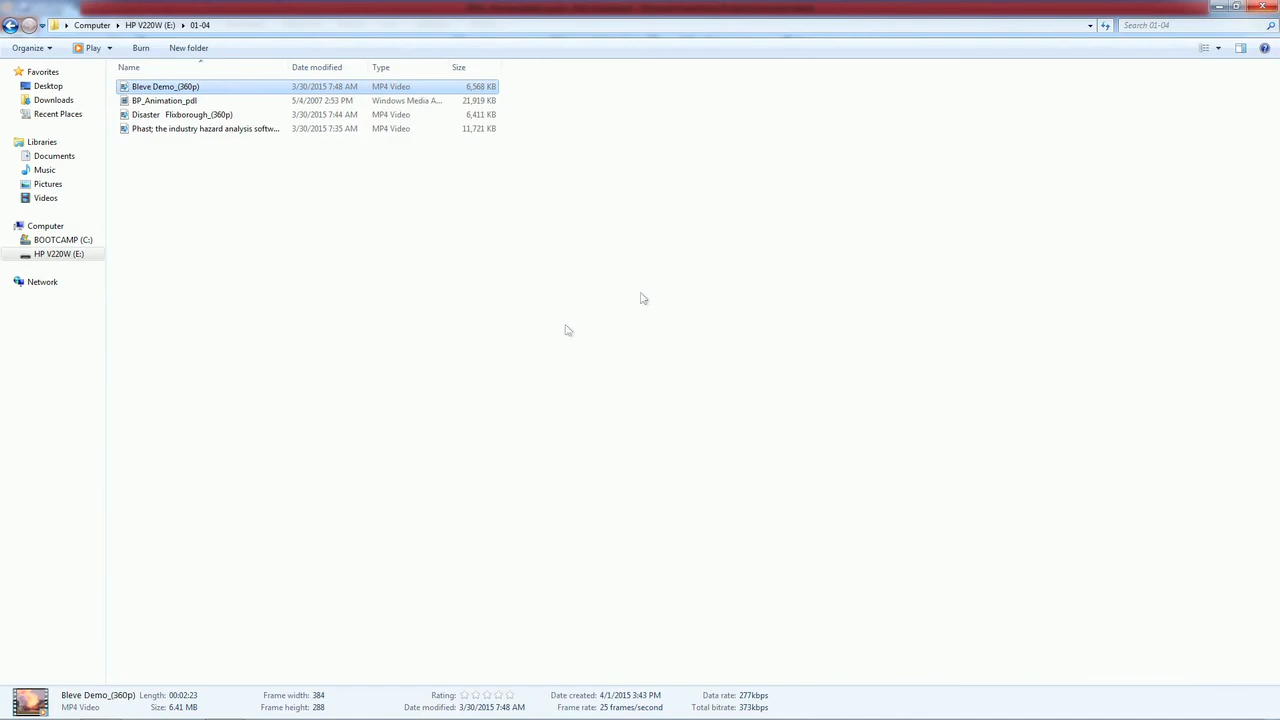 Computer HP V220W (E:) 01-04 Search 01-04
Organize Play Burn New folder
Name Date modified Type Size
Favorites
Desktop
Downloads
Recent Places
Libraries
Documents
Music
Pictures
Videos
Computer
BOOTCAMP (C:)
HP V220W (E:)
Network
Bleve Demo_(360p) 3/30/2015 7:48 AM MP4 Video 6,568 KB
BP_Animation_pdl 5/4/2007 2:53 PM Windows Media A... 21,919 KB
Disaster Flixborough_(360p) 3/30/2015 7:44 AM MP4 Video 6,411 KB
Phast; the industry hazard analysis softw... 3/30/2015 7:35 AM MP4 Video 11,721 KB
Bleve Demo_(360p) Length: 00:02:23 Frame width: 384 Rating: Date created: 4/1/2015 3:43 PM Data rate: 277kbps
MP4 Video Size: 6.41 MB Frame height: 288 Date modified: 3/30/2015 7:48 AM Frame rate: 25 frames/second Total bitrate: 373kbps